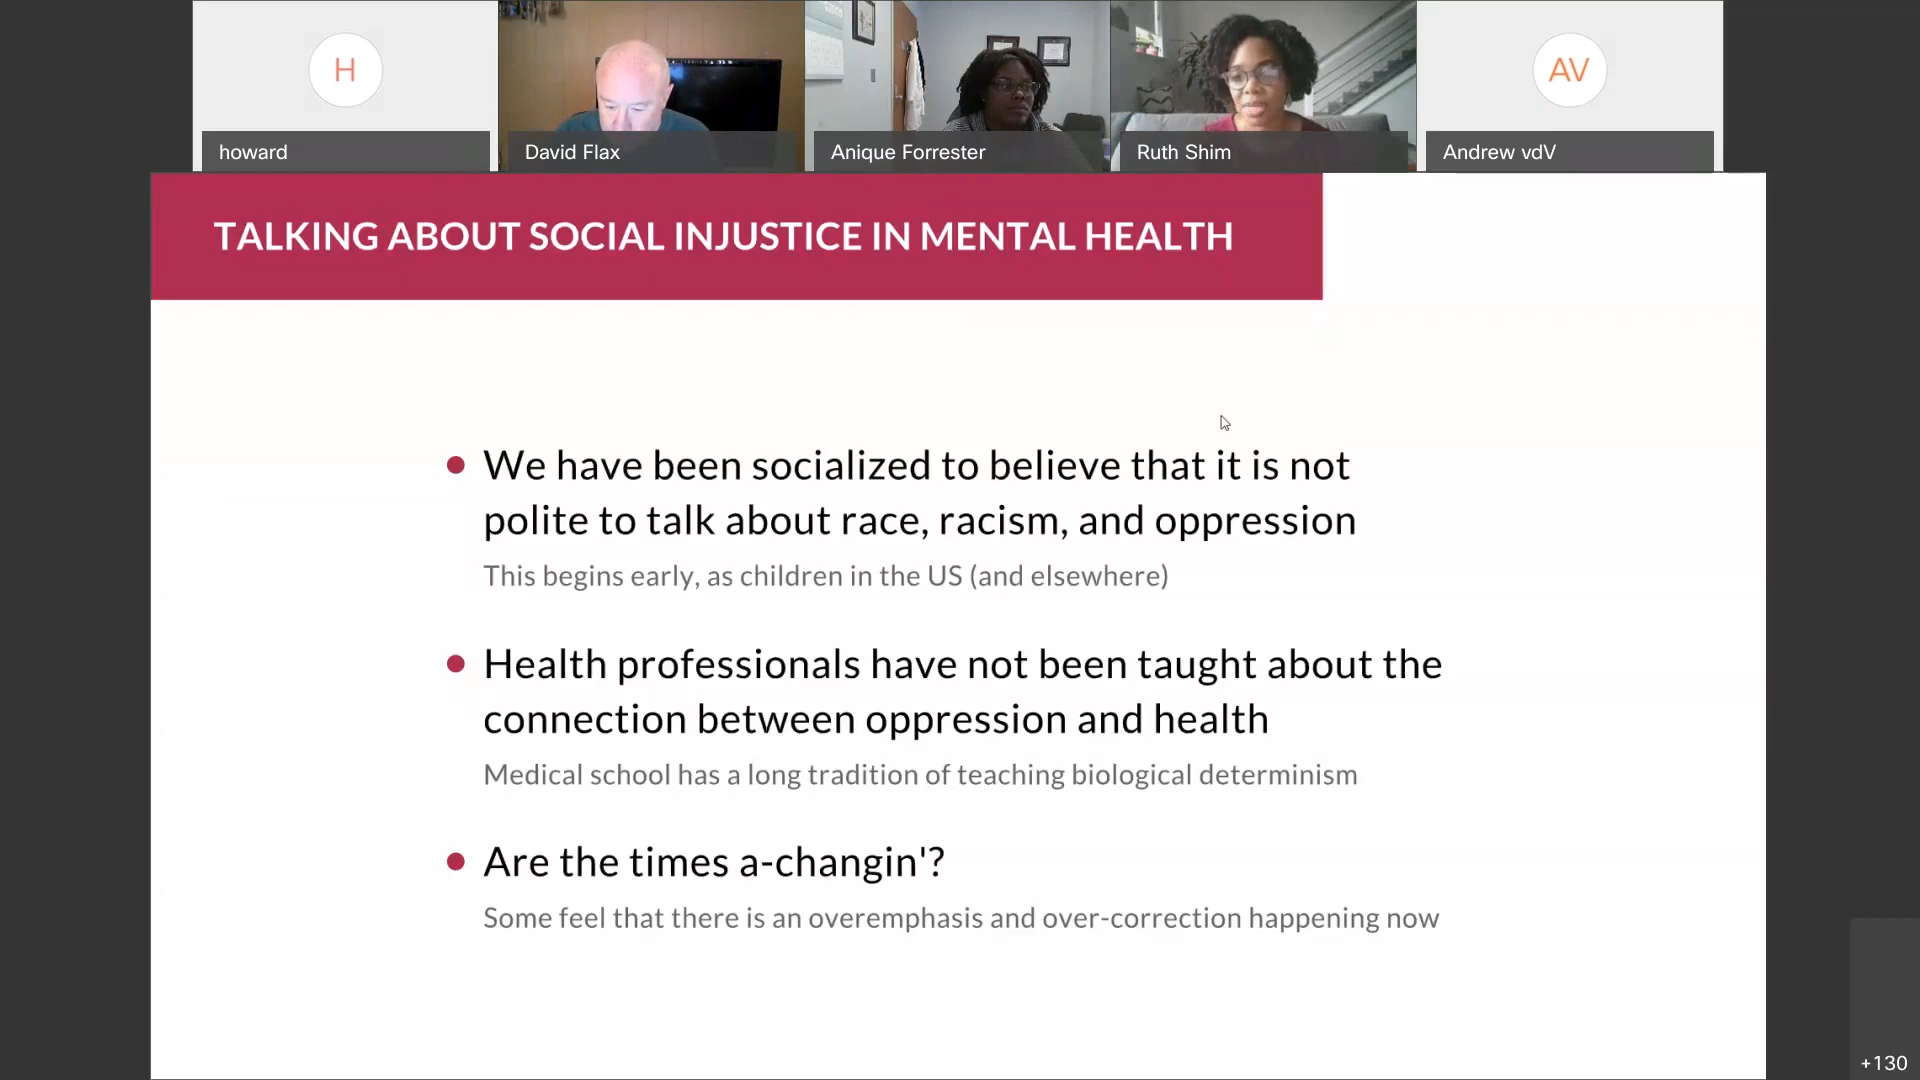 H
AV
howard
David Flax
Anique Forrester
Ruth Shim
Andrew vdV
TALKING ABOUT SOCIAL INJUSTICE IN MENTAL HEALTH
• We have been socialized to believe that it is not
polite to talk about race, racism, and oppression
This begins early, as children in the US (and elsewhere)
• Health professionals have not been taught about the
connection between oppression and health
Medical school has a long tradition of teaching biological determinism
• Are the times a-changin'?
Some feel that there is an overemphasis and over-correction happening now
+130